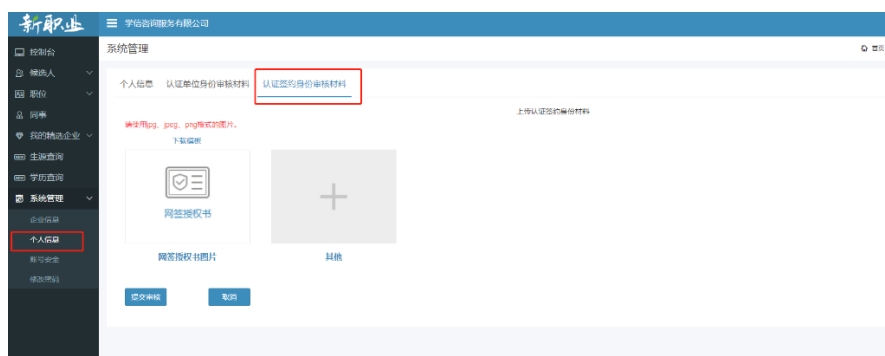 新职业
学信咨询服务有限公司
控制台
系统管理
首页
候选人
个人信息 认证单位身份审核材料 认证签约身份审核材料
职位
同事
上传认证签约身份材料
请使用jpg、jpeg、png格式的图片。
我的精选企业
下载模板
生源查询
学历查询
系统管理
网签授权书
企业信息
个人信息
网签授权书图片 其他
账号安全
修改密码
提交审核 取消